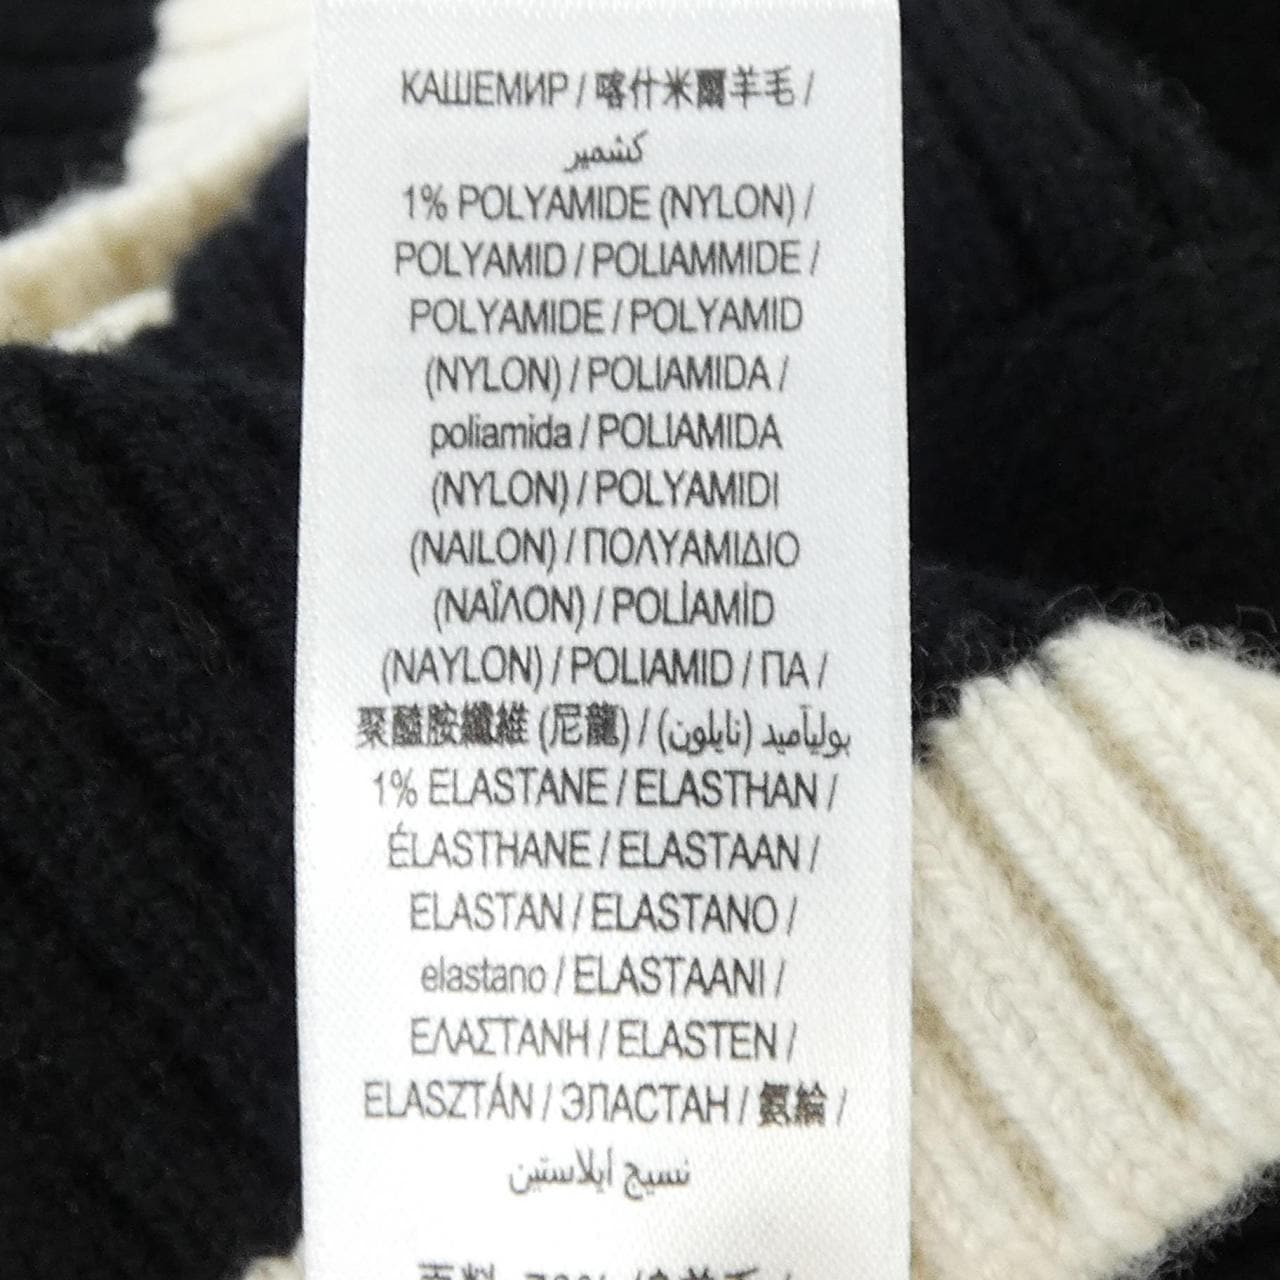 КАШЕМИР / 喀什米爾羊毛 /
كشمير
1% POLYAMIDE (NYLON) /
POLYAMID / POLIAMMIDE /
POLYAMIDE / POLYAMID
(NYLON) / POLIAMIDA /
poliamida / POLIAMIDA
(NYLON) / POLYAMIDI
(NAILON) / ΠΟΛΥΑΜΙΔΙΟ
(ΝΑΪΛΟΝ) / POLİAMİD
(NAYLON) / POLIAMID / ПА /
聚醯胺纖維 (尼龍) / بوليآميد (نايلون)
1% ELASTANE / ELASTHAN /
ÉLASTHANE / ELASTAAN /
ELASTAN / ELASTANO /
elastano / ELASTAANI /
ΕΛΑΣΤΑΝΗ / ELASTEN /
ELASZTÁN / ЭЛАСТАН / 氨綸 /
نسيج ايلاستين